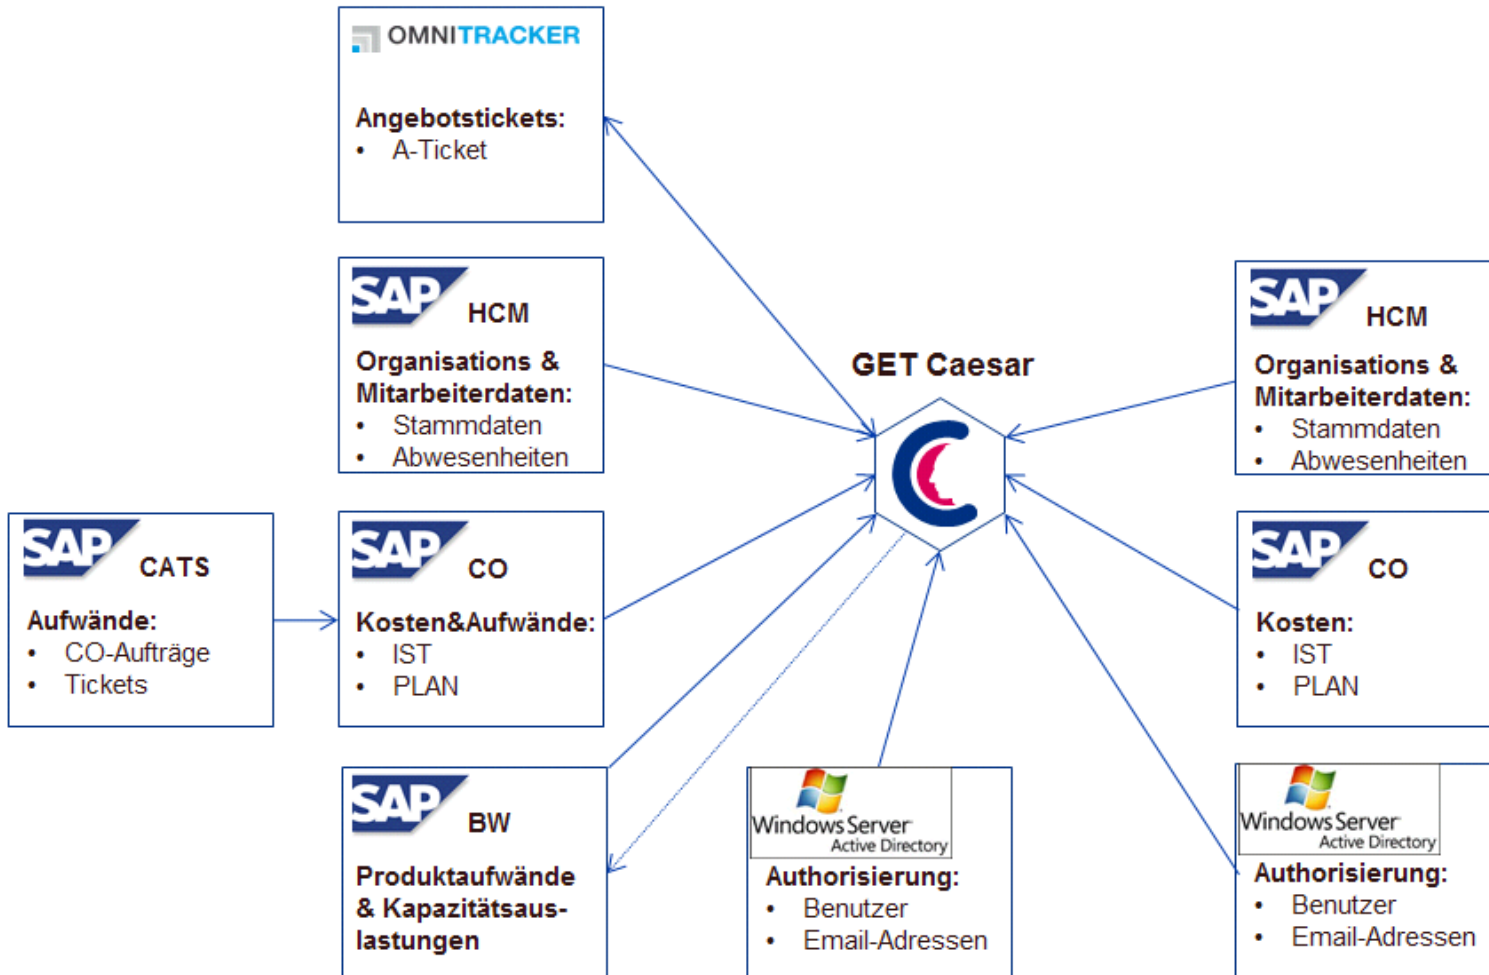 OMNITRACKER
Angebotstickets:
• A-Ticket
SAP HCM
Organisations &
Mitarbeiterdaten:
• Stammdaten
• Abwesenheiten
GET Caesar
SAP HCM
Organisations &
Mitarbeiterdaten:
• Stammdaten
• Abwesenheiten
SAP CATS
Aufwände:
• CO-Aufträge
• Tickets
SAP CO
Kosten&Aufwände:
• IST
• PLAN
SAP CO
Kosten:
• IST
• PLAN
SAP BW
Produktaufwände
& Kapazitätsaus-
lastungen
Windows Server
Active Directory
Authorisierung:
• Benutzer
• Email-Adressen
Windows Server
Active Directory
Authorisierung:
• Benutzer
• Email-Adressen